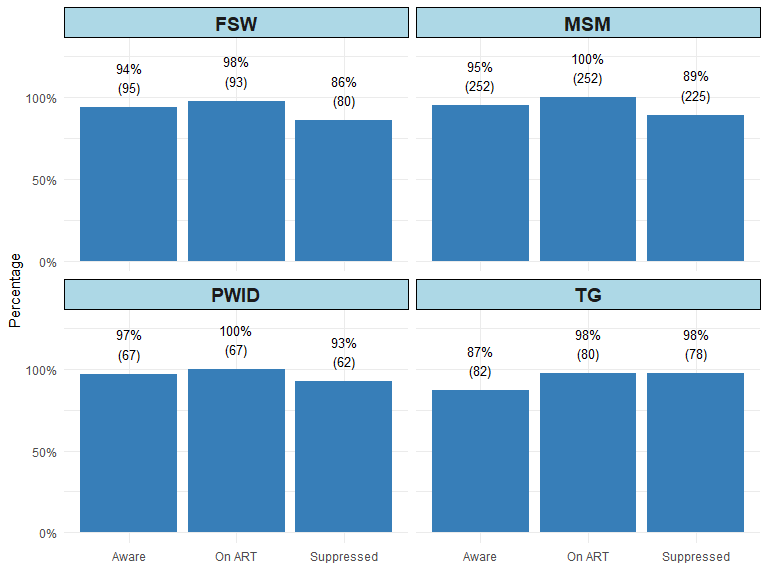 FSW
MSM
94%
(95)
98%
(93)
86%
(80)
95%
(252)
100%
(252)
89%
(225)
100%
50%
0%
Percentage
PWID
TG
97%
(67)
100%
(67)
93%
(62)
87%
(82)
98%
(80)
98%
(78)
100%
50%
0%
Aware
On ART
Suppressed
Aware
On ART
Suppressed